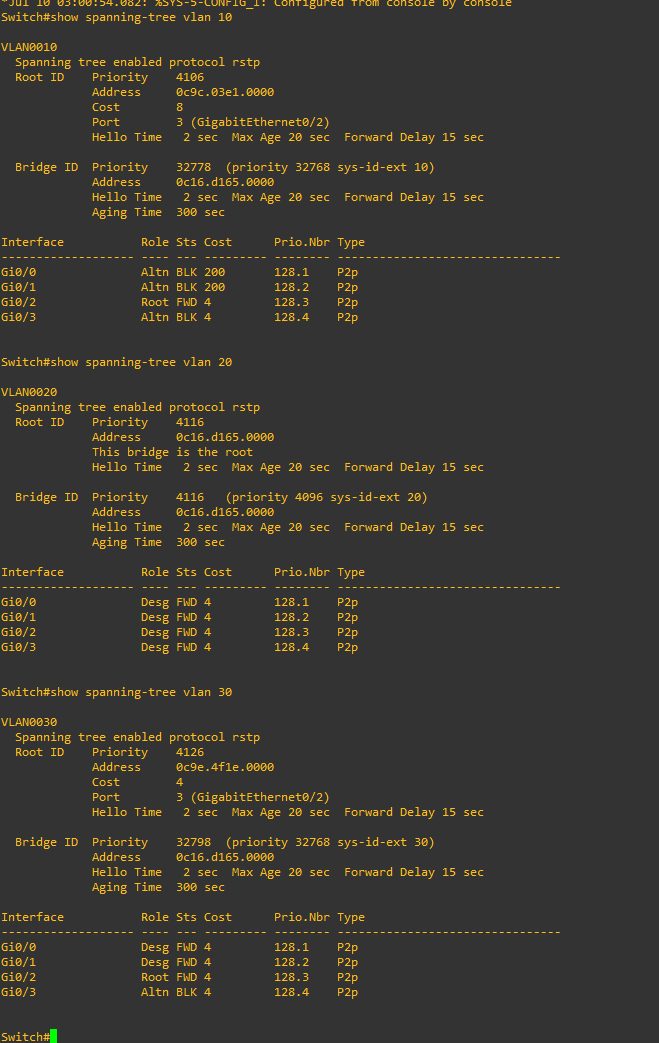 *Jul 10 03:00:54.082: %SYS-5-CONFIG_I: Configured from console by console
Switch#show spanning-tree vlan 10

VLAN0010
  Spanning tree enabled protocol rstp
  Root ID    Priority    4106
             Address     0c9c.03e1.0000
             Cost        8
             Port        3 (GigabitEthernet0/2)
             Hello Time   2 sec  Max Age 20 sec  Forward Delay 15 sec

  Bridge ID  Priority    32778  (priority 32768 sys-id-ext 10)
             Address     0c16.d165.0000
             Hello Time   2 sec  Max Age 20 sec  Forward Delay 15 sec
             Aging Time  300 sec

Interface           Role Sts Cost      Prio.Nbr Type
------------------- ---- --- --------- -------- --------------------------------
Gi0/0               Altn BLK 200       128.1    P2p
Gi0/1               Altn BLK 200       128.2    P2p
Gi0/2               Root FWD 4         128.3    P2p
Gi0/3               Altn BLK 4         128.4    P2p

Switch#show spanning-tree vlan 20

VLAN0020
  Spanning tree enabled protocol rstp
  Root ID    Priority    4116
             Address     0c16.d165.0000
             This bridge is the root
             Hello Time   2 sec  Max Age 20 sec  Forward Delay 15 sec

  Bridge ID  Priority    4116   (priority 4096 sys-id-ext 20)
             Address     0c16.d165.0000
             Hello Time   2 sec  Max Age 20 sec  Forward Delay 15 sec
             Aging Time  300 sec

Interface           Role Sts Cost      Prio.Nbr Type
------------------- ---- --- --------- -------- --------------------------------
Gi0/0               Desg FWD 4         128.1    P2p
Gi0/1               Desg FWD 4         128.2    P2p
Gi0/2               Desg FWD 4         128.3    P2p
Gi0/3               Desg FWD 4         128.4    P2p

Switch#show spanning-tree vlan 30

VLAN0030
  Spanning tree enabled protocol rstp
  Root ID    Priority    4126
             Address     0c9e.4f1e.0000
             Cost        4
             Port        3 (GigabitEthernet0/2)
             Hello Time   2 sec  Max Age 20 sec  Forward Delay 15 sec

  Bridge ID  Priority    32798  (priority 32768 sys-id-ext 30)
             Address     0c16.d165.0000
             Hello Time   2 sec  Max Age 20 sec  Forward Delay 15 sec
             Aging Time  300 sec

Interface           Role Sts Cost      Prio.Nbr Type
------------------- ---- --- --------- -------- --------------------------------
Gi0/0               Desg FWD 4         128.1    P2p
Gi0/1               Desg FWD 4         128.2    P2p
Gi0/2               Root FWD 4         128.3    P2p
Gi0/3               Altn BLK 4         128.4    P2p

Switch#